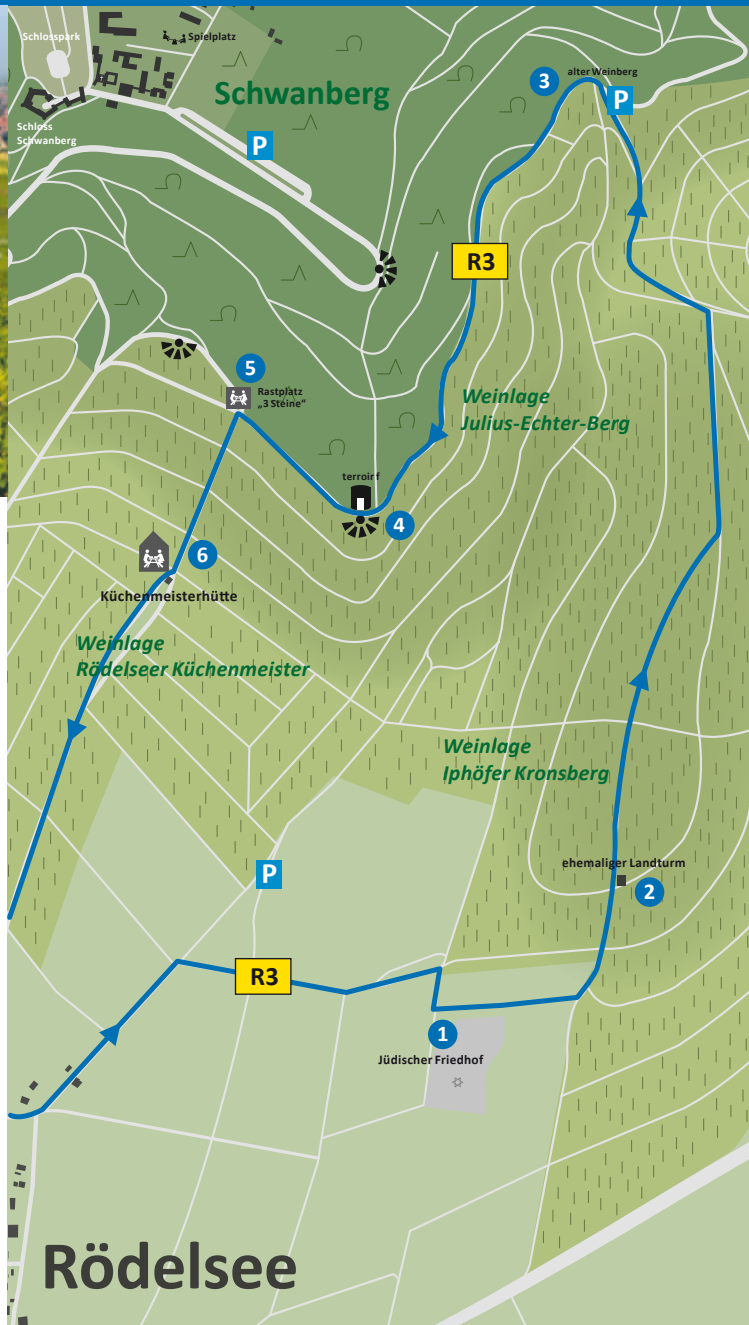 Schlosspark
Spielplatz
Schwanberg
Schloss
Schwanberg
P
3
alter Weinberg
P
R3
5
Rastplatz
„3 Steine“
Weinlage
Julius-Echter-Berg
terroir f
4
6
Küchenmeisterhütte
Weinlage
Rödelseer Küchenmeister
Weinlage
Iphöfer Kronsberg
P
ehemaliger Landturm
2
R3
1
Jüdischer Friedhof
Rödelsee